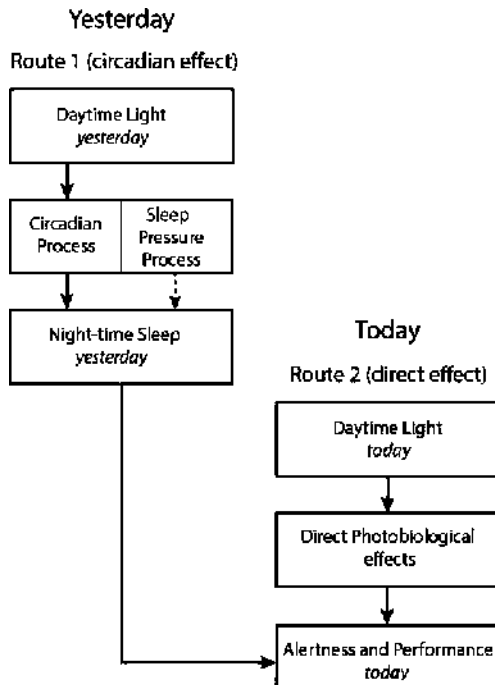 Yesterday
Route 1 (circadian effect)
Daytime Light
yesterday
Circadian
Process
Sleep
Pressure
Process
Night-time Sleep
yesterday
Today
Route 2 (direct effect)
Daytime Light
today
Direct Photobiological
effects
Alertness and Performance
today